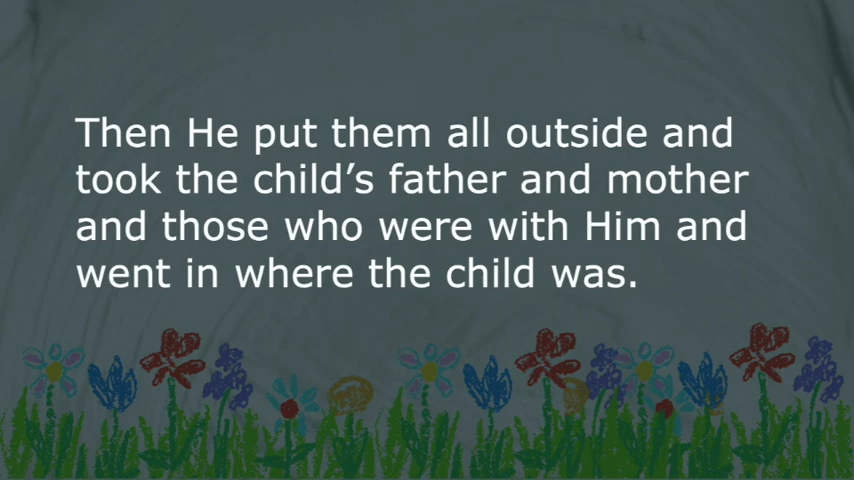 Then He put them all outside and
took the child’s father and mother
and those who were with Him and
went in where the child was.